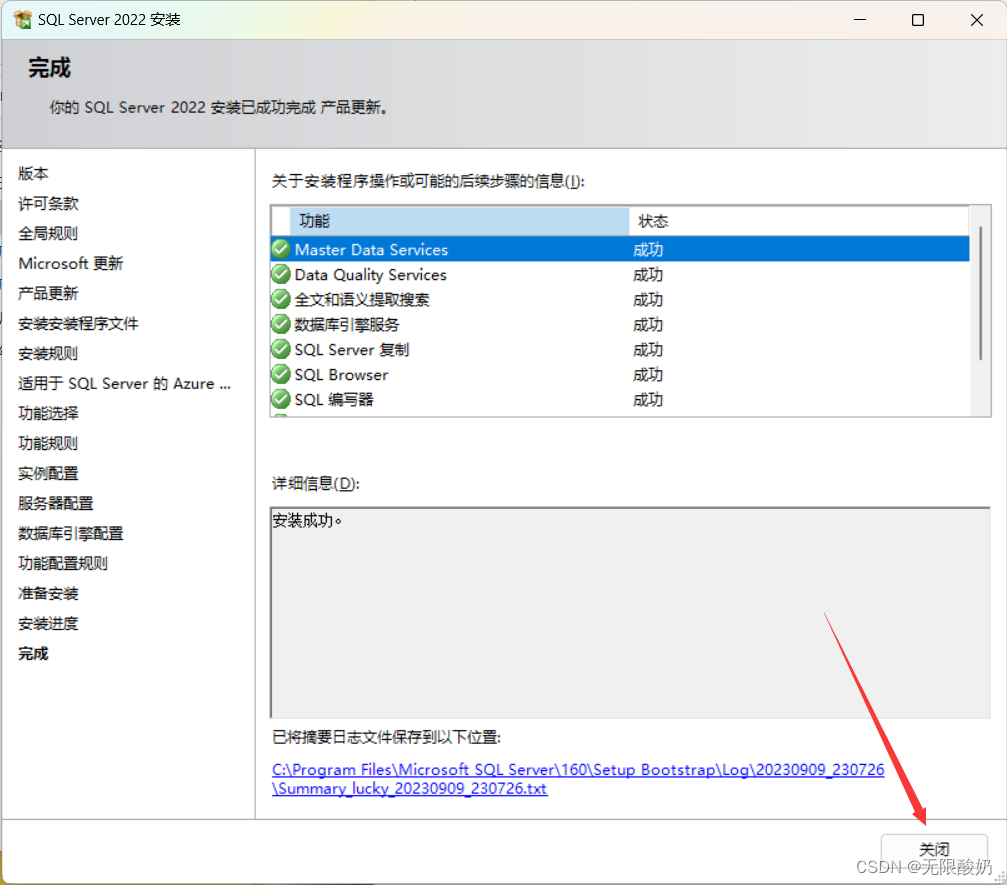 SQL Server 2022 安装
完成
你的 SQL Server 2022 安装已成功完成 产品更新。
版本
许可条款
全局规则
Microsoft 更新
产品更新
安装安装程序文件
安装规则
适用于 SQL Server 的 Azure ...
功能选择
功能规则
实例配置
服务器配置
数据库引擎配置
功能配置规则
准备安装
安装进度
完成
关于安装程序操作或可能的后续步骤的信息(I):
功能 状态
Master Data Services 成功
Data Quality Services 成功
全文和语义提取搜索 成功
数据库引擎服务 成功
SQL Server 复制 成功
SQL Browser 成功
SQL 编写器 成功
详细信息(D):
安装成功。
已将摘要日志文件保存到以下位置:
C:\Program Files\Microsoft SQL Server\160\Setup Bootstrap\Log\20230909_230726
\Summary_lucky_20230909_230726.txt
关闭
CSDN @无限酸奶